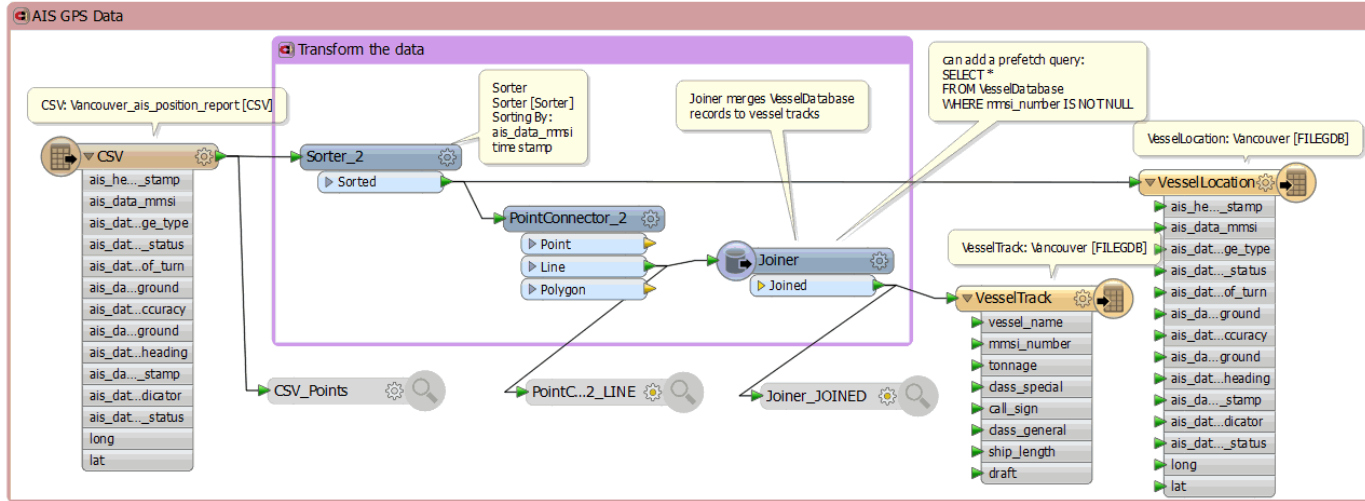 AIS GPS Data
Transform the data
CSV: Vancouver_ais_position_report [CSV]
Sorter
Sorter [Sorter]
Sorting By:
ais_data_mmsi
time stamp
Joiner merges VesselDatabase
records to vessel tracks
can add a prefetch query:
SELECT *
FROM VesselDatabase
WHERE mmsi_number IS NOT NULL
VesselLocation: Vancouver [FILEGDB]
CSV
ais_he..._stamp
ais_data_mmsi
ais_dat...ge_type
ais_dat..._status
ais_dat...of_turn
ais_da...ground
ais_dat...ccuracy
ais_da...ground
ais_dat...heading
ais_da..._stamp
ais_dat...dicator
ais_dat..._status
long
lat
Sorter_2
Sorted
PointConnector_2
Point
Line
Polygon
Joiner
Joined
VesselTrack: Vancouver [FILEGDB]
VesselTrack
vessel_name
mmsi_number
tonnage
class_special
call_sign
class_general
ship_length
draft
VesselLocation
ais_he..._stamp
ais_data_mmsi
ais_dat...ge_type
ais_dat..._status
ais_dat...of_turn
ais_da...ground
ais_dat...ccuracy
ais_da...ground
ais_dat...heading
ais_da..._stamp
ais_dat...dicator
ais_dat..._status
long
lat
CSV_Points
PointC...2_LINE
Joiner_JOINED